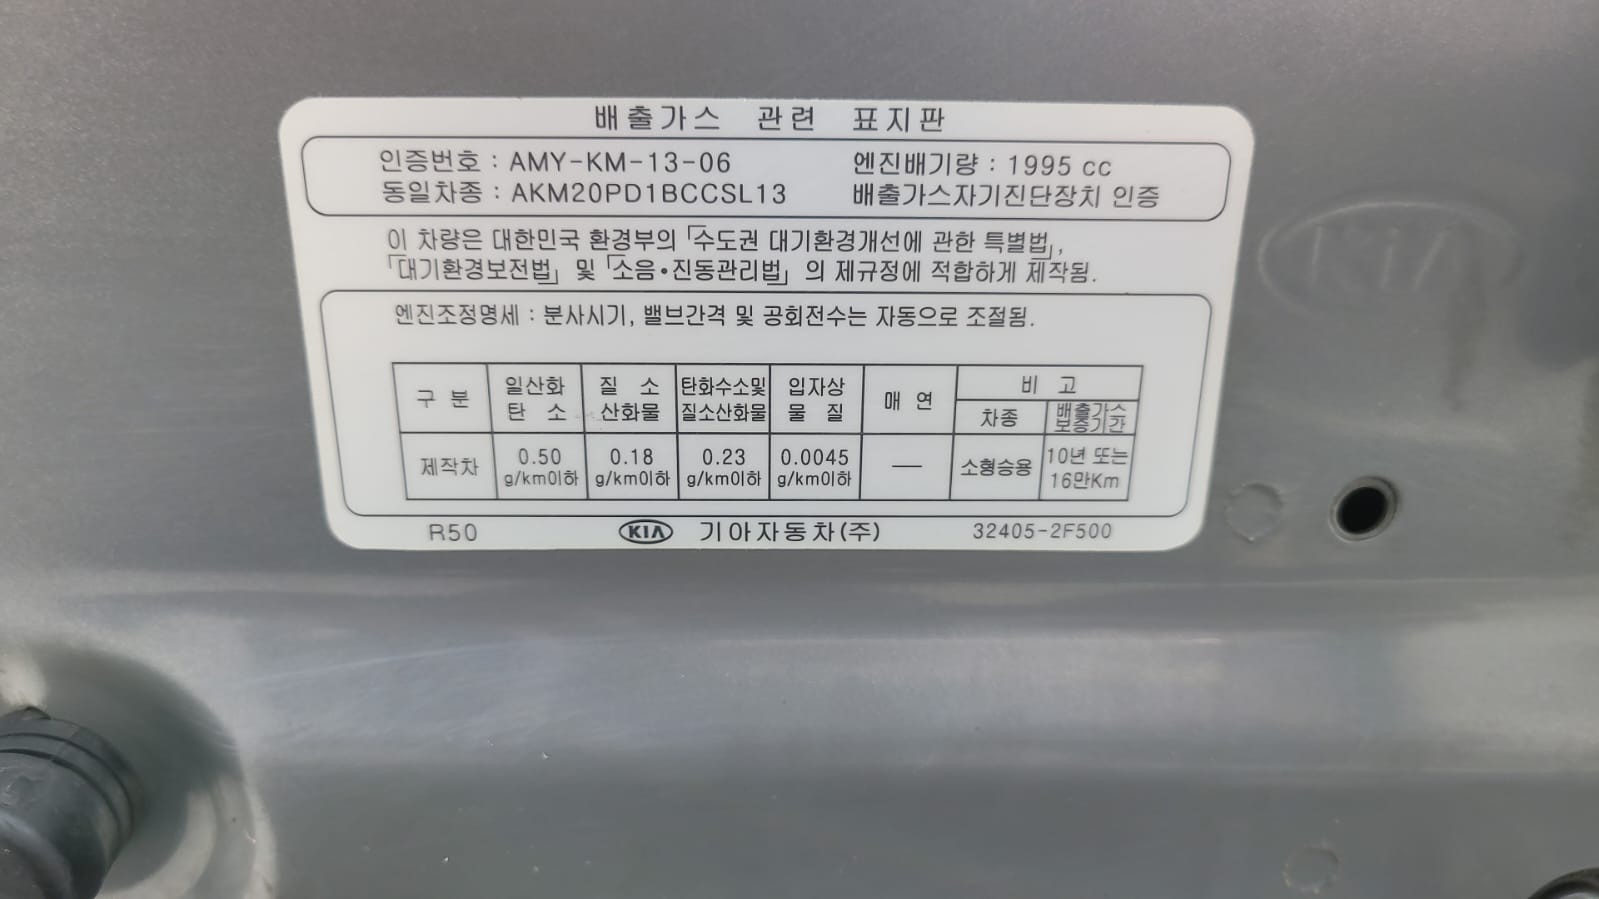 배출가스 관련 표지판
인증번호 : AMY-KM-13-06 엔진배기량 : 1995 cc
동일차종 : AKM20PD1BCCSL13 배출가스자기진단장치 인증
이 차량은 대한민국 환경부의 「수도권 대기환경개선에 관한 특별법」,
「대기환경보전법」 및 「소음•진동관리법」 의 제규정에 적합하게 제작됨.
엔진조정명세 : 분사시기, 밸브간격 및 공회전수는 자동으로 조절됨.
구 분 일산화 탄 소 질 소 산화물 탄화수소및 질소산화물 입자상 물 질 매 연 비 고
차종 배출가스 보증기간
제작차 0.50 g/km이하 0.18 g/km이하 0.23 g/km이하 0.0045 g/km이하 — 소형승용 10년 또는 16만Km
R50 KIA 기아자동차(주) 32405-2F500
KIA